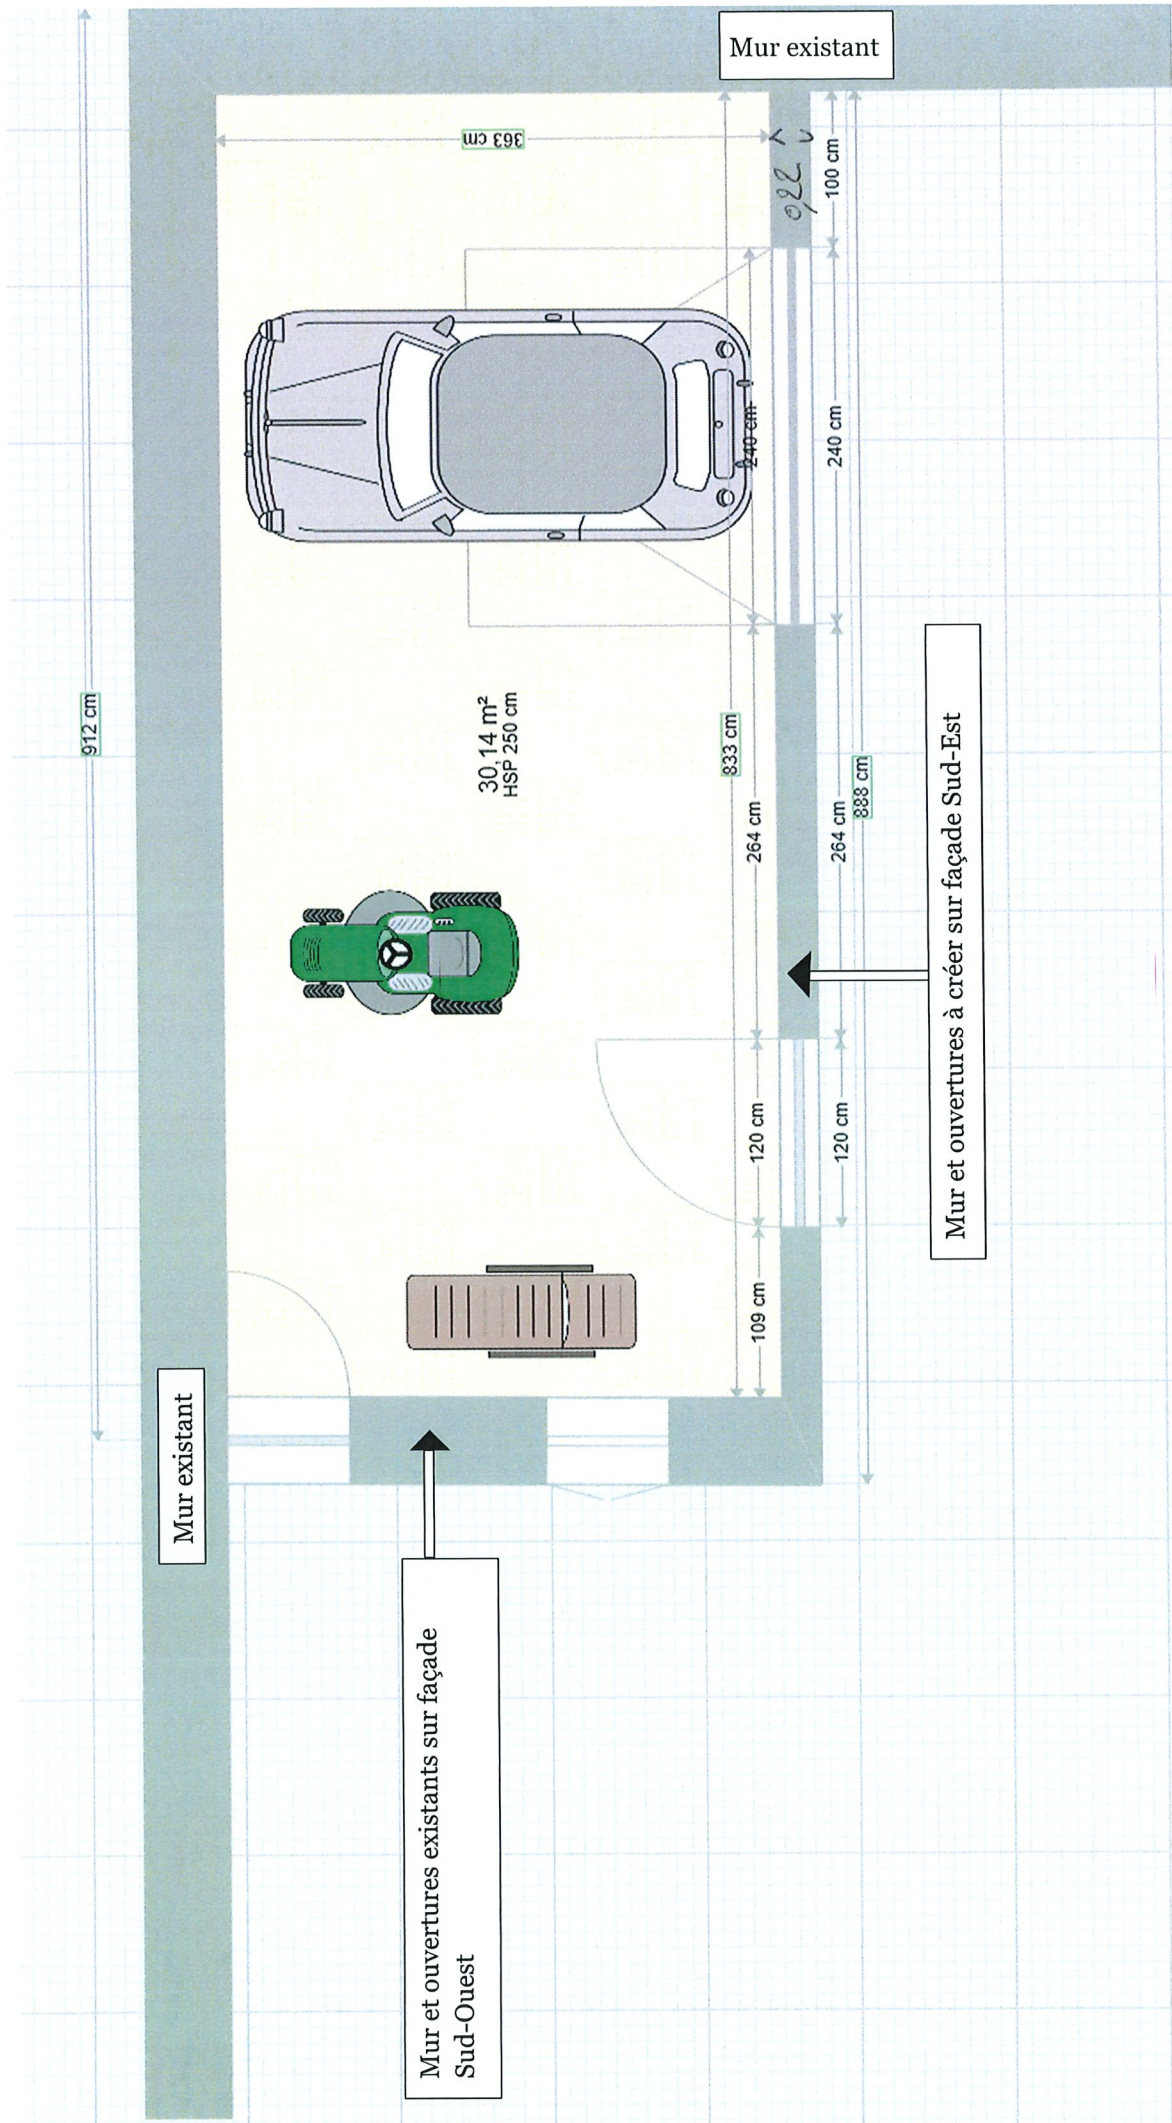 Mur existant
363 cm
0,22
100 cm
240 cm
240 cm
912 cm
30,14 m²
HSP 250 cm
833 cm
888 cm
264 cm
264 cm
Mur et ouvertures à créer sur façade Sud-Est
120 cm
120 cm
109 cm
Mur existant
Mur et ouvertures existants sur façade
Sud-Ouest